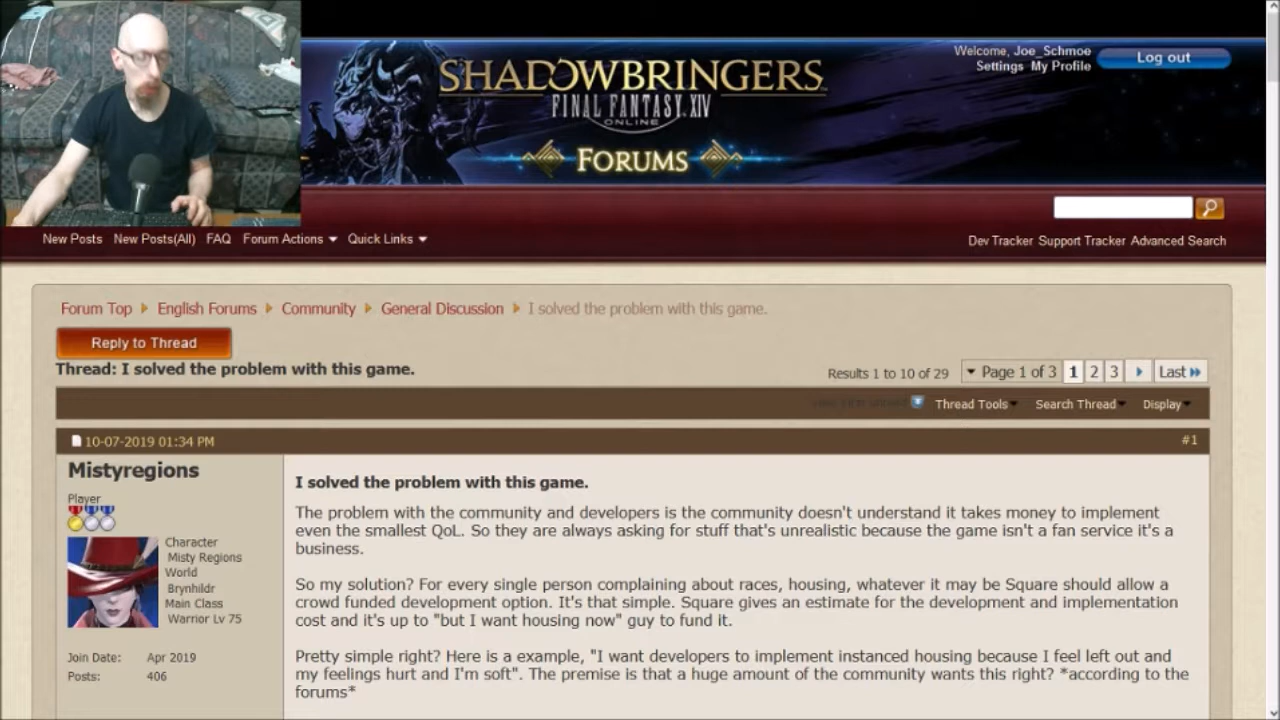 Welcome, Joe_Schmoe
Settings My Profile
Log out
SHADOWBRINGERS
FINAL FANTASY XIV
ONLINE
FORUMS
New Posts New Posts(All) FAQ Forum Actions Quick Links
Dev Tracker Support Tracker Advanced Search
Forum Top English Forums Community General Discussion I solved the problem with this game.
Reply to Thread
Thread: I solved the problem with this game.
Results 1 to 10 of 29 Page 1 of 3 1 2 3 Last
Thread Tools Search Thread Display
10-07-2019 01:34 PM #1
Mistyregions
Player
Character
Misty Regions
World
Brynhildr
Main Class
Warrior Lv 75
Join Date: Apr 2019
Posts: 406
I solved the problem with this game.
The problem with the community and developers is the community doesn't understand it takes money to implement
even the smallest QoL. So they are always asking for stuff that's unrealistic because the game isn't a fan service it's a
business.
So my solution? For every single person complaining about races, housing, whatever it may be Square should allow a
crowd funded development option. It's that simple. Square gives an estimate for the development and implementation
cost and it's up to "but I want housing now" guy to fund it.
Pretty simple right? Here is a example, "I want developers to implement instanced housing because I feel left out and
my feelings hurt and I'm soft". The premise is that a huge amount of the community wants this right? *according to the
forums*